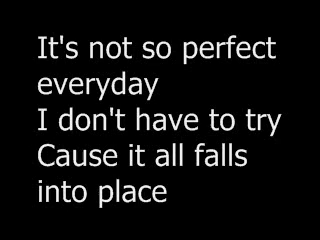 It's not so perfect
everyday
I don't have to try
Cause it all falls
into place